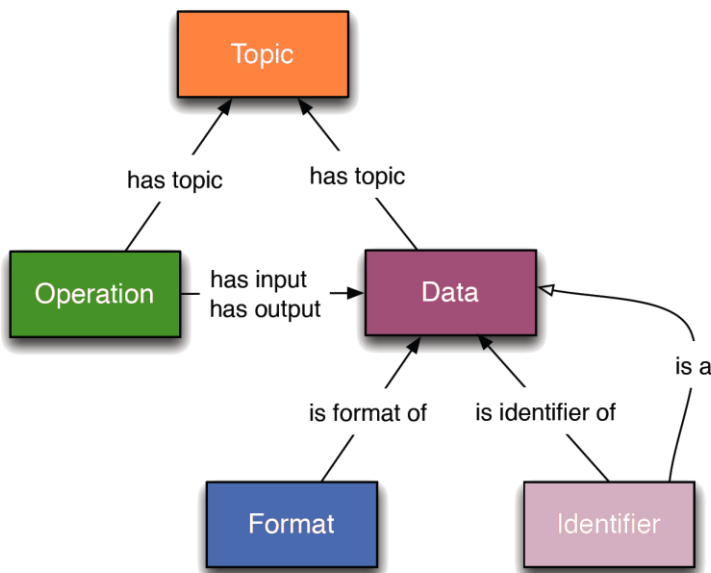 Topic
has topic
has topic
Operation
has input
has output
Data
is a
is format of
is identifier of
Format
Identifier